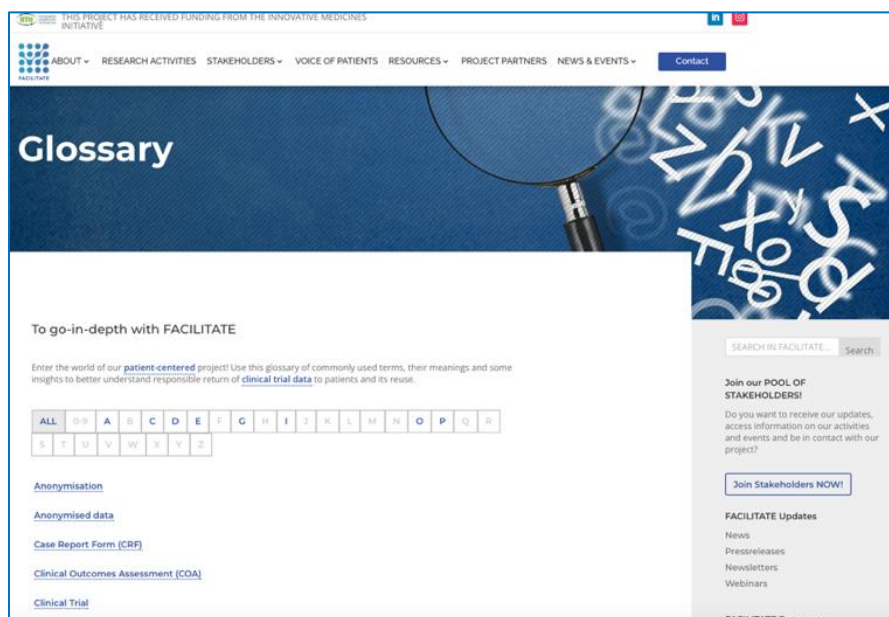 imi
THIS PROJECT HAS RECEIVED FUNDING FROM THE INNOVATIVE MEDICINES
INITIATIVE
in
FACILITATE
ABOUT
RESEARCH ACTIVITIES
STAKEHOLDERS
VOICE OF PATIENTS
RESOURCES
PROJECT PARTNERS
NEWS & EVENTS
Contact
Glossary
To go-in-depth with FACILITATE
Enter the world of our patient-centered project! Use this glossary of commonly used terms, their meanings and some
insights to better understand responsible return of clinical trial data to patients and its reuse.
ALL 0-9 A B C D E F G H I J K L M N O P Q R
S T U V W X Y Z
Anonymisation
Anonymised data
Case Report Form (CRF)
Clinical Outcomes Assessment (COA)
Clinical Trial
SEARCH IN FACILITATE... Search
Join our POOL OF
STAKEHOLDERS!
Do you want to receive our updates,
access information on our activities
and events and be in contact with our
project?
Join Stakeholders NOW!
FACILITATE Updates
News
Pressreleases
Newsletters
Webinars